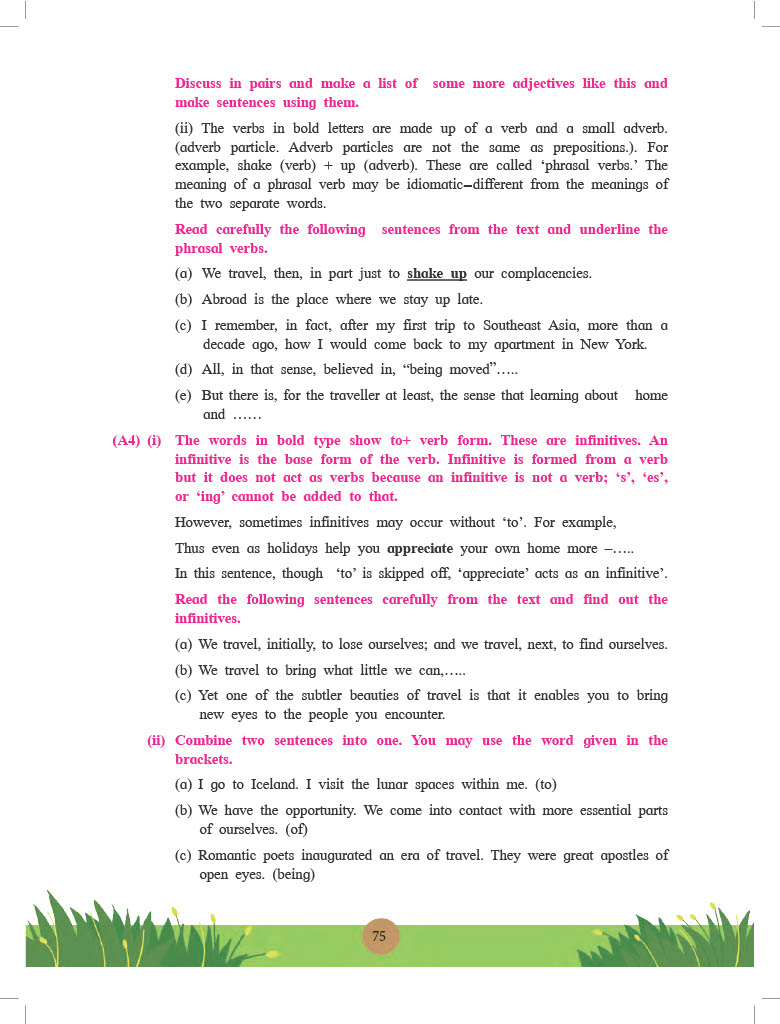 Discuss in pairs and make a list of some more adjectives like this and
make sentences using them.
(ii) The verbs in bold letters are made up of a verb and a small adverb.
(adverb particle. Adverb particles are not the same as prepositions.). For
example, shake (verb) + up (adverb). These are called ‘phrasal verbs.’ The
meaning of a phrasal verb may be idiomatic–different from the meanings of
the two separate words.
Read carefully the following sentences from the text and underline the
phrasal verbs.
(a) We travel, then, in part just to shake up our complacencies.
(b) Abroad is the place where we stay up late.
(c) I remember, in fact, after my first trip to Southeast Asia, more than a
decade ago, how I would come back to my apartment in New York.
(d) All, in that sense, believed in, “being moved”.....
(e) But there is, for the traveller at least, the sense that learning about home
and ......
(A4) (i) The words in bold type show to+ verb form. These are infinitives. An
infinitive is the base form of the verb. Infinitive is formed from a verb
but it does not act as verbs because an infinitive is not a verb; ‘s’, ‘es’,
or ‘ing’ cannot be added to that.
However, sometimes infinitives may occur without ‘to’. For example,
Thus even as holidays help you appreciate your own home more –.....
In this sentence, though ‘to’ is skipped off, ‘appreciate’ acts as an infinitive’.
Read the following sentences carefully from the text and find out the
infinitives.
(a) We travel, initially, to lose ourselves; and we travel, next, to find ourselves.
(b) We travel to bring what little we can,.....
(c) Yet one of the subtler beauties of travel is that it enables you to bring
new eyes to the people you encounter.
(ii) Combine two sentences into one. You may use the word given in the
brackets.
(a) I go to Iceland. I visit the lunar spaces within me. (to)
(b) We have the opportunity. We come into contact with more essential parts
of ourselves. (of)
(c) Romantic poets inaugurated an era of travel. They were great apostles of
open eyes. (being)
75